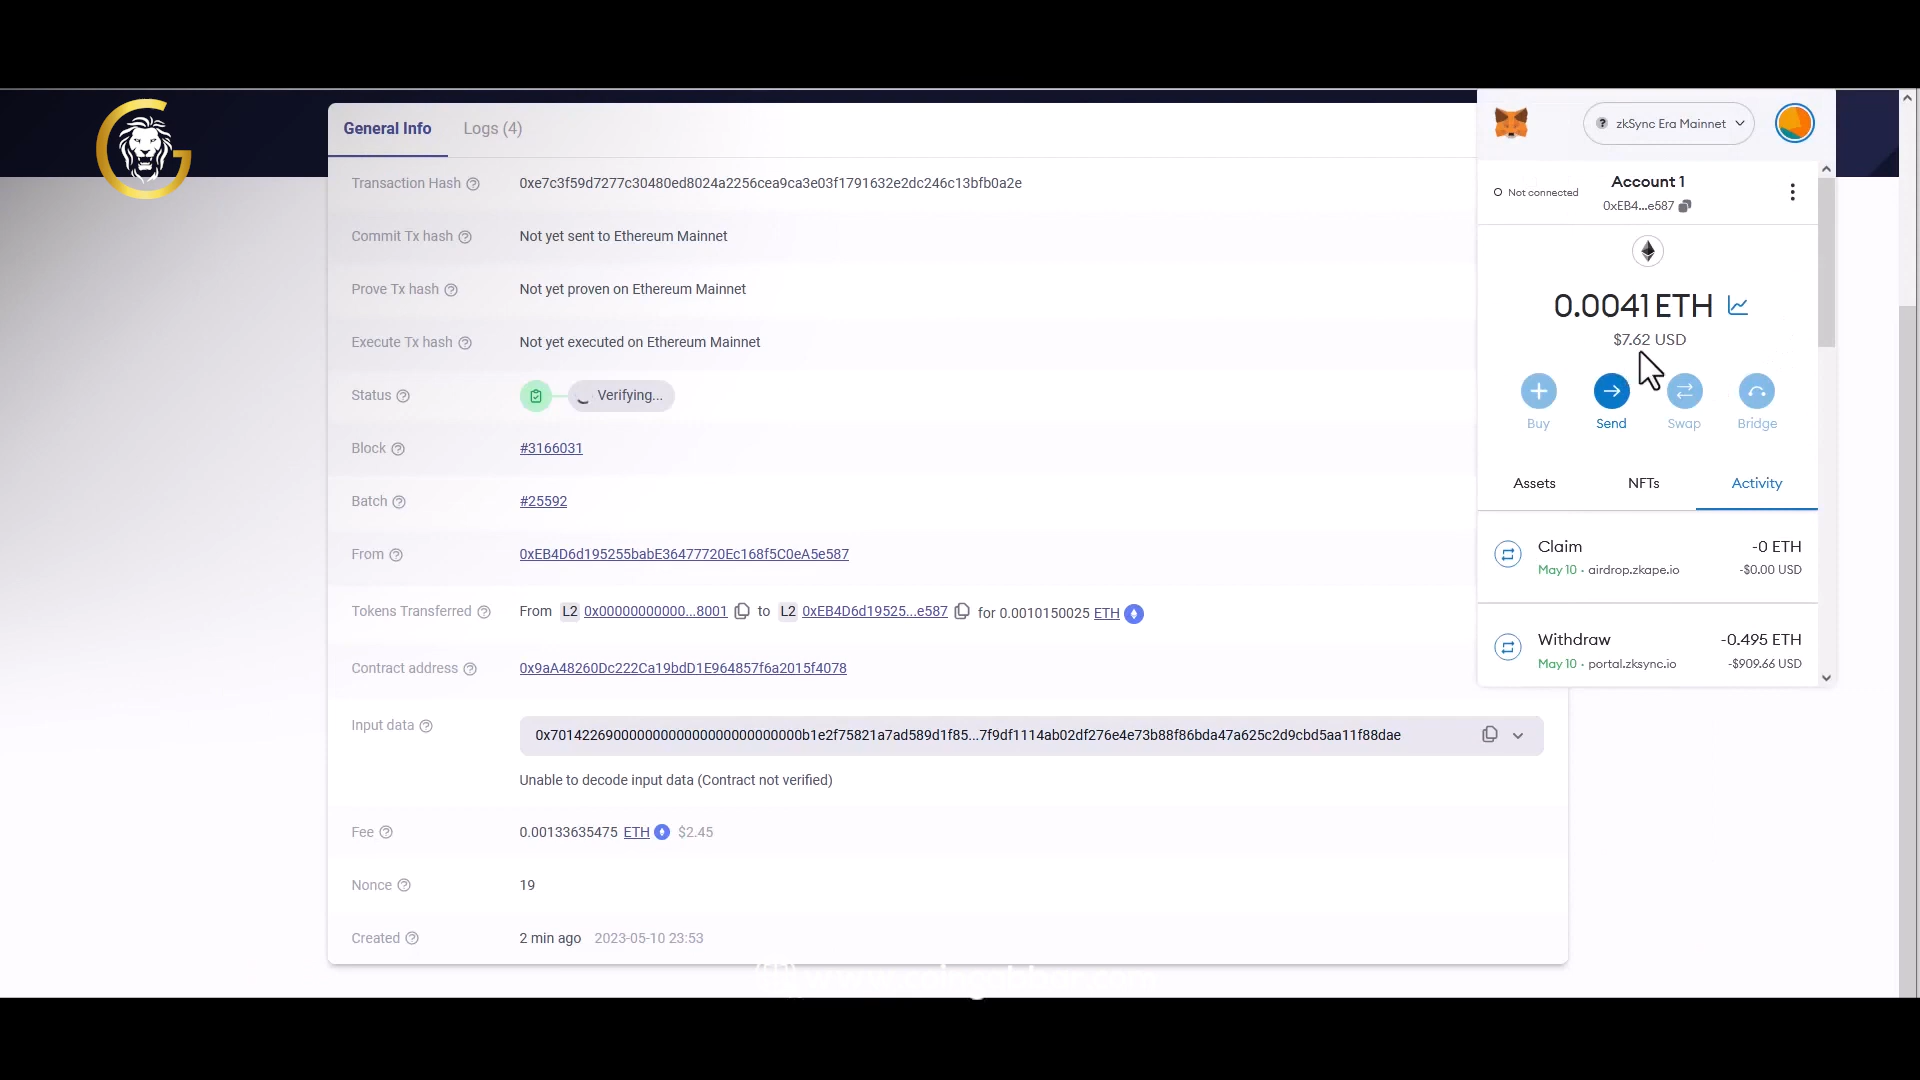 General Info
Logs (4)
Transaction Hash
0xe7c3f59d7277c30480ed8024a2256cea9ca3e03f1791632e2dc246c13bfb0a2e
Commit Tx hash
Not yet sent to Ethereum Mainnet
Prove Tx hash
Not yet proven on Ethereum Mainnet
Execute Tx hash
Not yet executed on Ethereum Mainnet
Status
Verifying...
Block
#3166031
Batch
#25592
From
0xEB4D6d195255babE36477720Ec168f5C0eA5e587
Tokens Transferred
From L2 0x00000000000...8001 to L2 0xEB4D6d19525...e587 for 0.0010150025 ETH
Contract address
0x9aA48260Dc222Ca19bdD1E964857f6a2015f4078
Input data
0x70142269000000000000000000000000b1e2f75821a7ad589d1f85...7f9df1114ab02df276e4e73b88f86bda47a625c2d9cbd5aa11f88dae
Unable to decode input data (Contract not verified)
Fee
0.00133635475 ETH $2.45
Nonce
19
Created
2 min ago 2023-05-10 23:53
zkSync Era Mainnet
Not connected
Account 1
0xEB4...e587
0.0041 ETH
$7.62 USD
Buy
Send
Swap
Bridge
Assets
NFTs
Activity
Claim
-0 ETH
May 10 · airdrop.zkape.io
-$0.00 USD
Withdraw
-0.495 ETH
May 10 · portal.zksync.io
-$909.66 USD